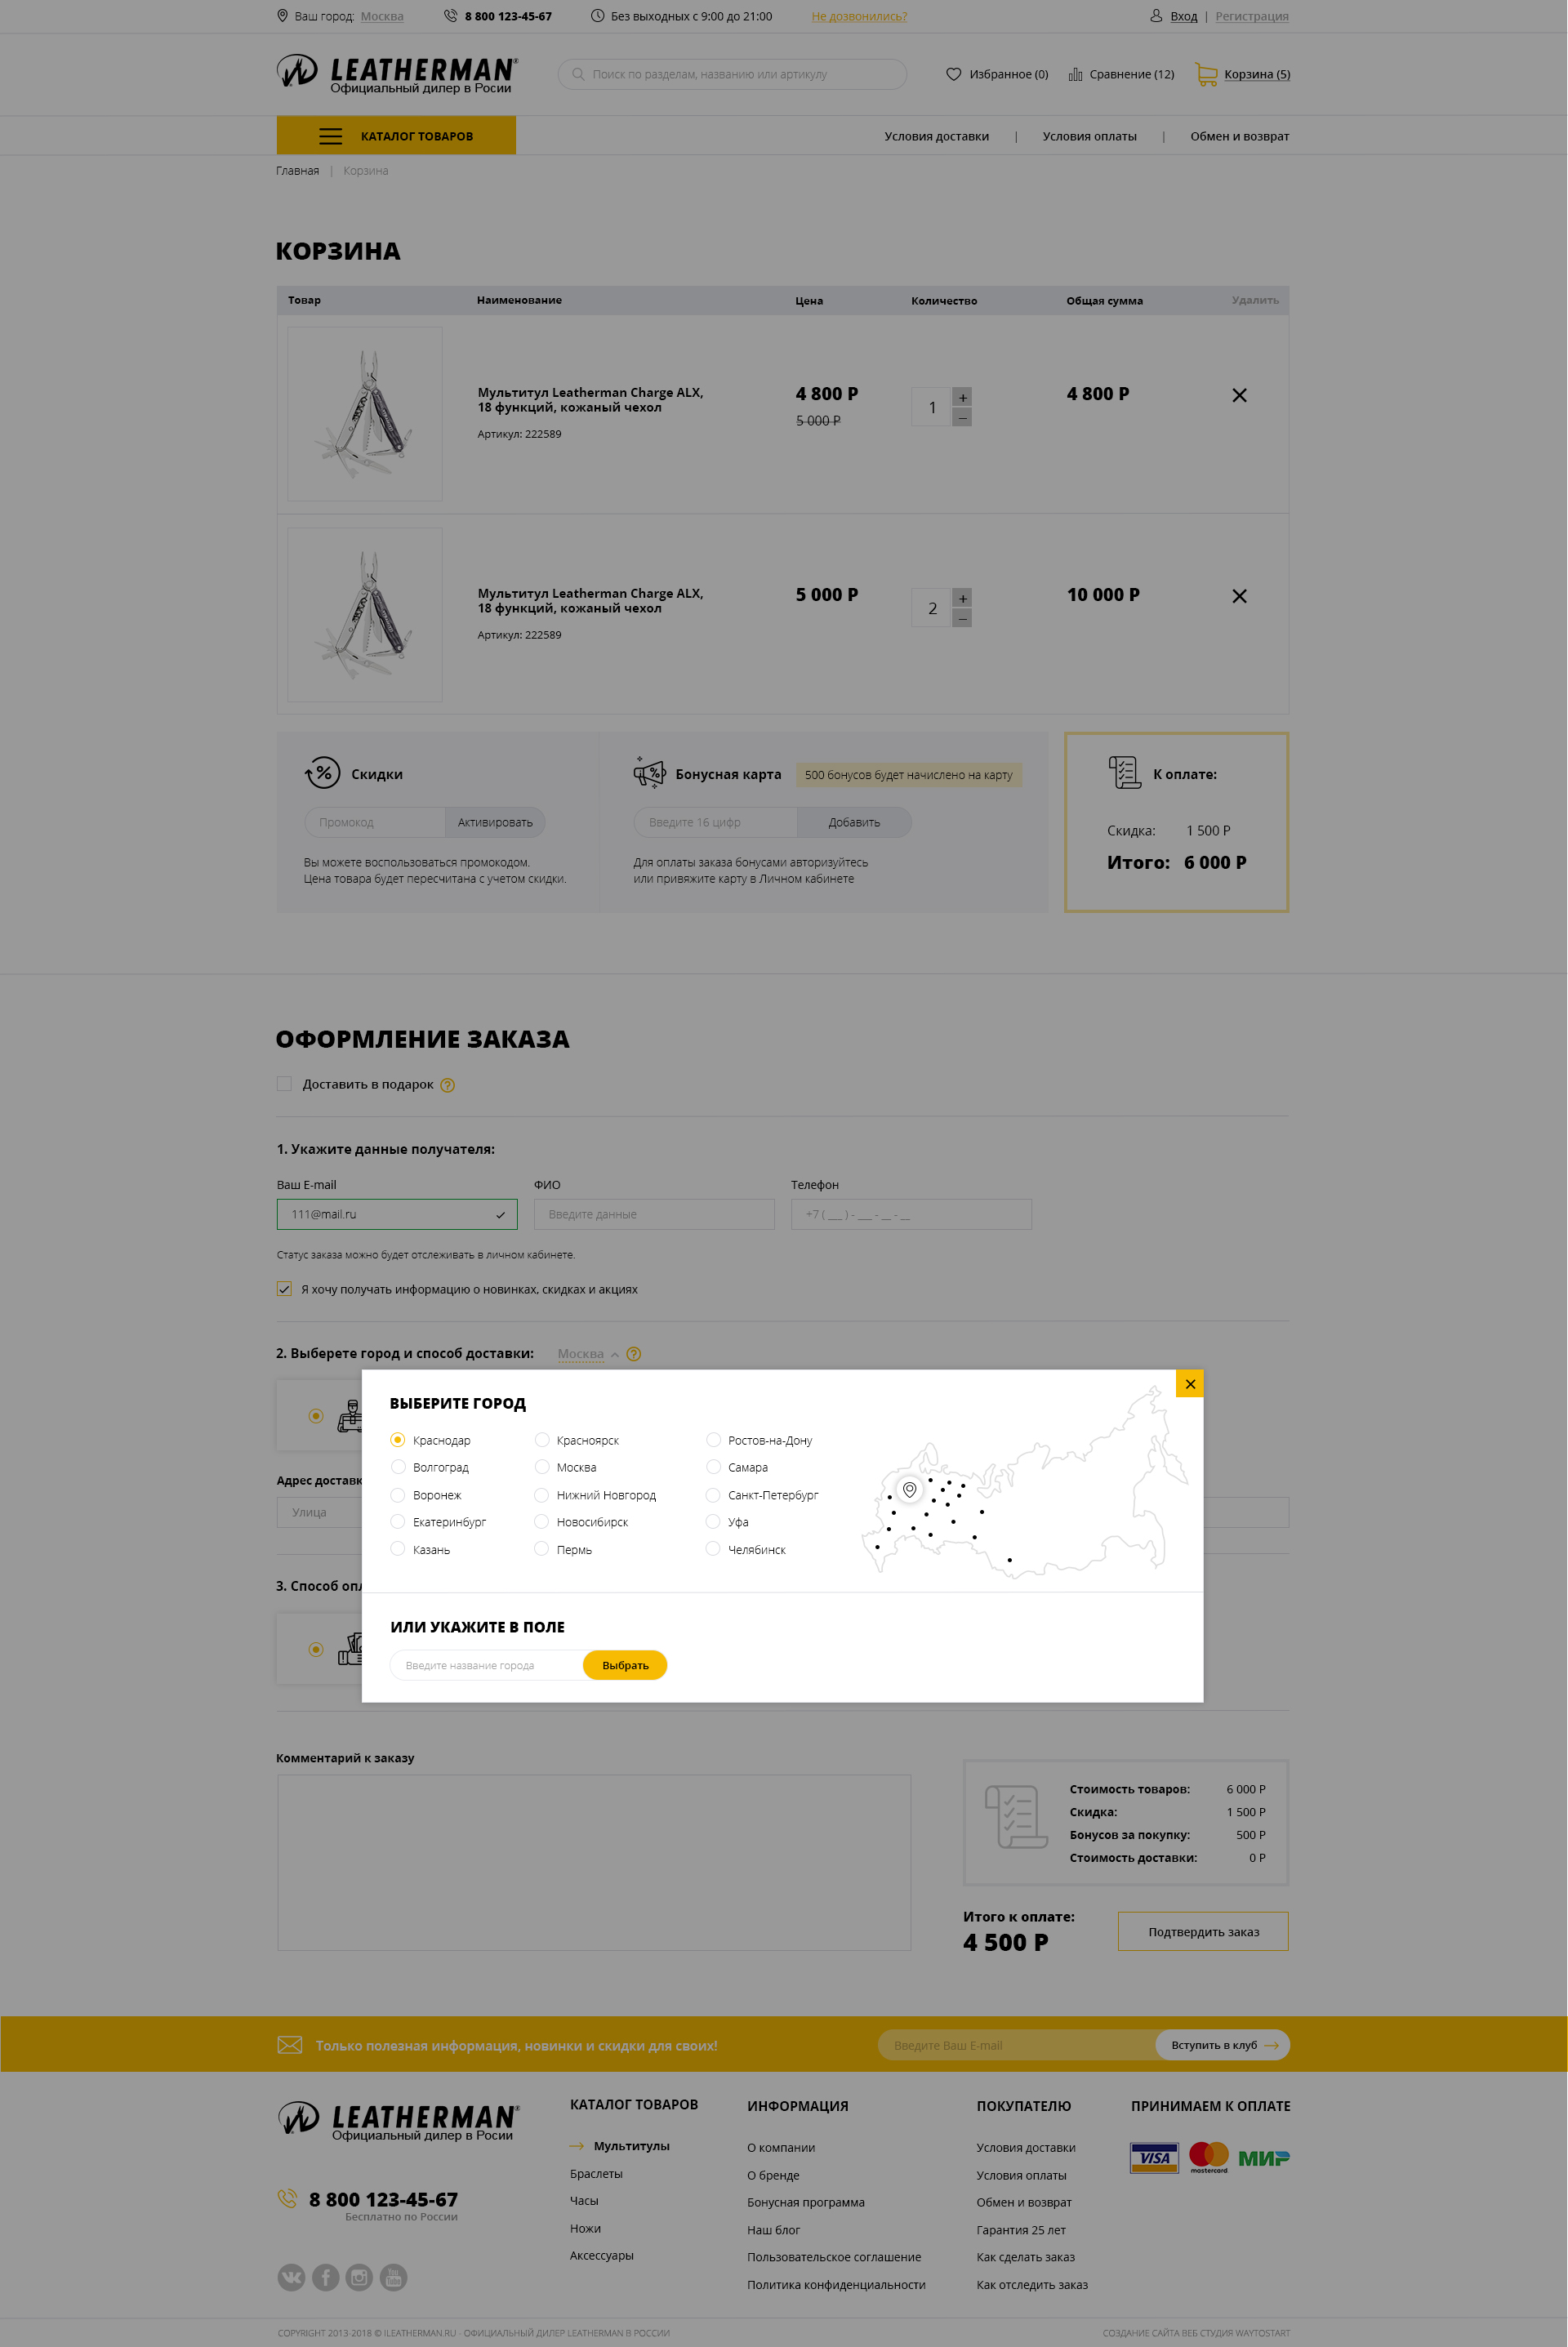 Ваш город: Москва
8 800 123-45-67
Без выходных с 9:00 до 21:00
Не дозвонились?
Вход | Регистрация
LEATHERMAN®
Официальный дилер в Росии
Поиск по разделам, названию или артикулу
Избранное (0)
Сравнение (12)
Корзина (5)
КАТАЛОГ ТОВАРОВ
Условия доставки | Условия оплаты | Обмен и возврат
Главная | Корзина
КОРЗИНА
Товар Наименование Цена Количество Общая сумма Удалить
Мультитул Leatherman Charge ALX,
18 функций, кожаный чехол
Артикул: 222589
4 800 Р
5 000 Р
1
+
–
4 800 Р
Мультитул Leatherman Charge ALX,
18 функций, кожаный чехол
Артикул: 222589
5 000 Р
2
+
–
10 000 Р
Скидки
Промокод
Активировать
Вы можете воспользоваться промокодом.
Цена товара будет пересчитана с учетом скидки.
Бонусная карта
500 бонусов будет начислено на карту
Введите 16 цифр
Добавить
Для оплаты заказа бонусами авторизуйтесь
или привяжите карту в Личном кабинете
К оплате:
Скидка: 1 500 Р
Итого: 6 000 Р
ОФОРМЛЕНИЕ ЗАКАЗА
Доставить в подарок ?
1. Укажите данные получателя:
Ваш E-mail
111@mail.ru
ФИО
Введите данные
Телефон
+7 ( ___ ) - ___ - __ - __
Статус заказа можно будет отслеживать в личном кабинете.
Я хочу получать информацию о новинках, скидках и акциях
2. Выберете город и способ доставки: Москва ?
Адрес достав
Улица
3. Способ оп
ВЫБЕРИТЕ ГОРОД
Краснодар
Волгоград
Воронеж
Екатеринбург
Казань
Красноярск
Москва
Нижний Новгород
Новосибирск
Пермь
Ростов-на-Дону
Самара
Санкт-Петербург
Уфа
Челябинск
ИЛИ УКАЖИТЕ В ПОЛЕ
Введите название города
Выбрать
Комментарий к заказу
Стоимость товаров: 6 000 Р
Скидка: 1 500 Р
Бонусов за покупку: 500 Р
Стоимость доставки: 0 Р
Итого к оплате:
4 500 Р
Подтвердить заказ
Только полезная информация, новинки и скидки для своих!
Введите Ваш E-mail
Вступить в клуб
LEATHERMAN®
Официальный дилер в Росии
8 800 123-45-67
Бесплатно по России
You Tube
КАТАЛОГ ТОВАРОВ
Мультитулы
Браслеты
Часы
Ножи
Аксессуары
ИНФОРМАЦИЯ
О компании
О бренде
Бонусная программа
Наш блог
Пользовательское соглашение
Политика конфиденциальности
ПОКУПАТЕЛЮ
Условия доставки
Условия оплаты
Обмен и возврат
Гарантия 25 лет
Как сделать заказ
Как отследить заказ
ПРИНИМАЕМ К ОПЛАТЕ
VISA
mastercard
МИР
COPYRIGHT 2013-2018 © ILEATHERMAN.RU - ОФИЦИАЛЬНЫЙ ДИЛЕР LEATHERMAN В РОССИИ
СОЗДАНИЕ САЙТА ВЕБ СТУДИЯ WAYTOSTART